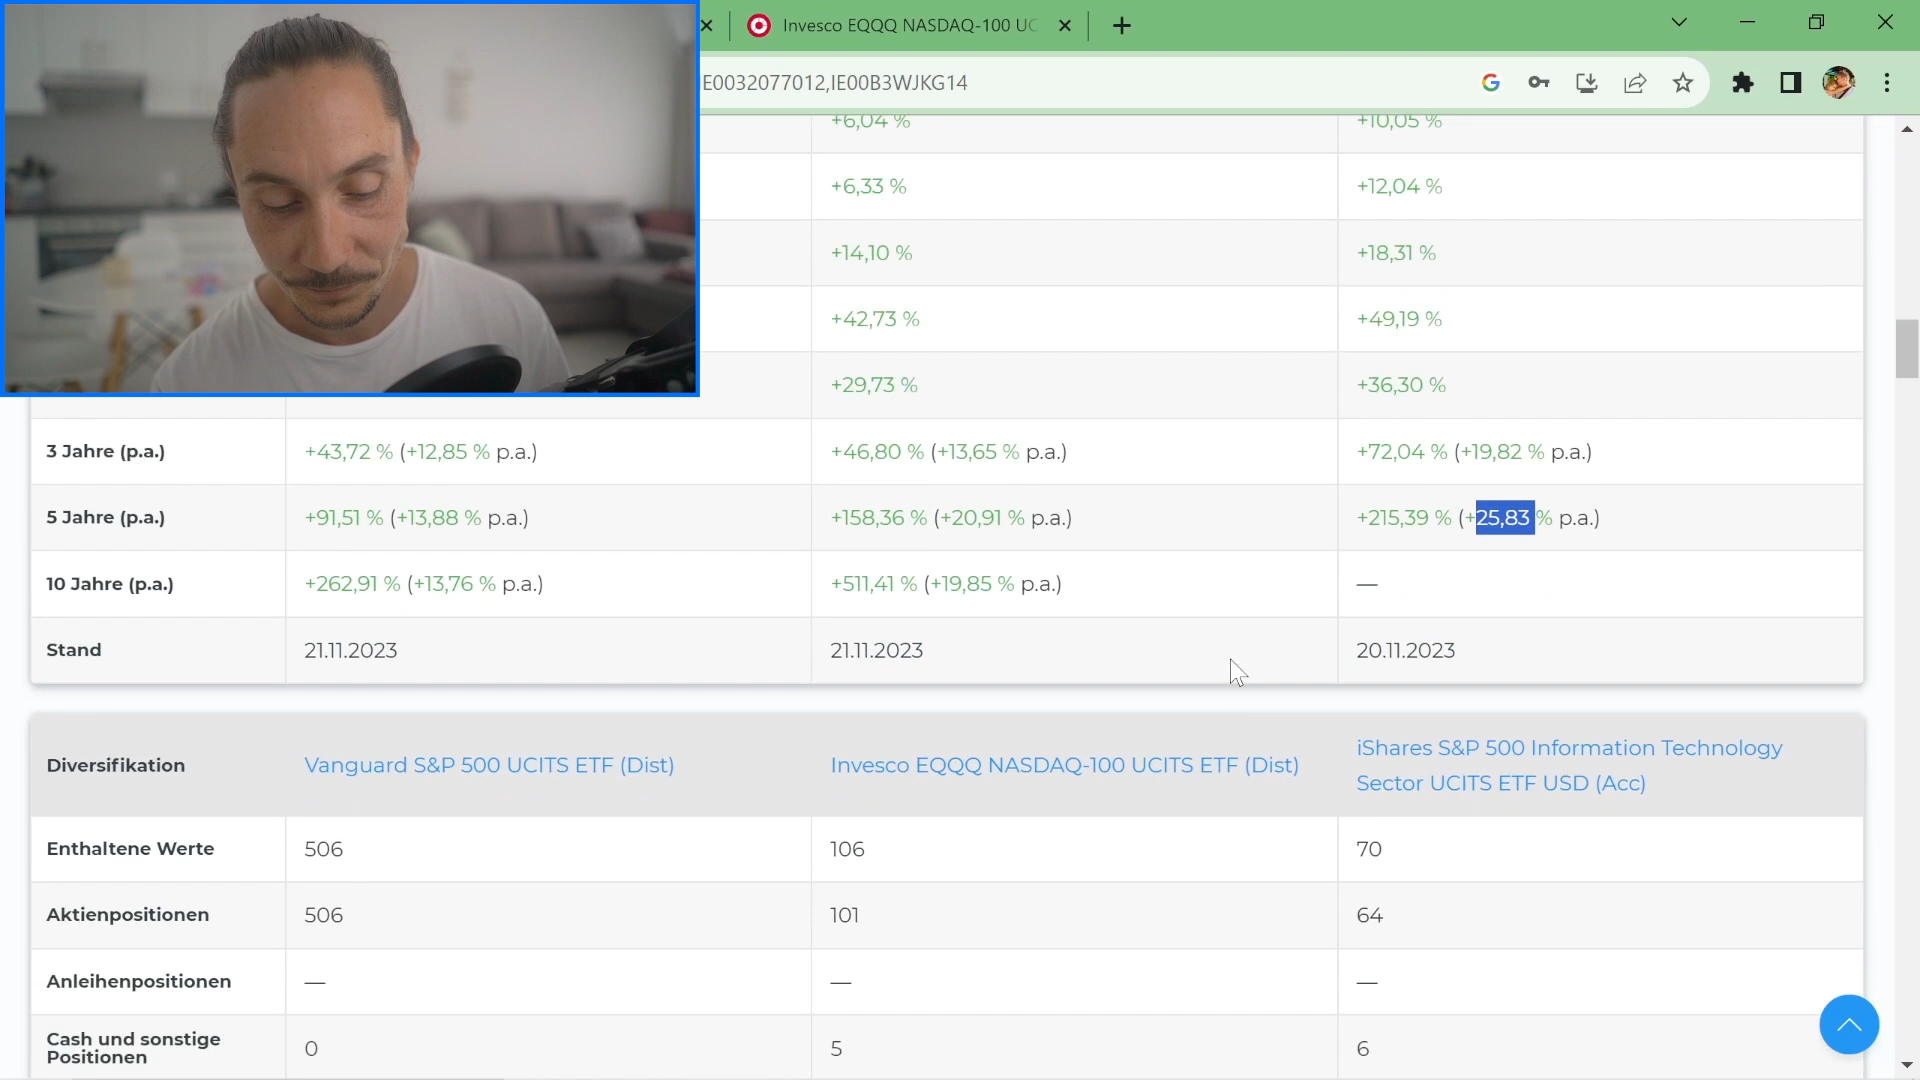 Invesco EQQQ NASDAQ-100 UC
E0032077012,IE00B3WJKG14
+6,04 % +10,05 %
+6,33 % +12,04 %
+14,10 % +18,31 %
+42,73 % +49,19 %
+29,73 % +36,30 %
3 Jahre (p.a.) +43,72 % (+12,85 % p.a.) +46,80 % (+13,65 % p.a.) +72,04 % (+19,82 % p.a.)
5 Jahre (p.a.) +91,51 % (+13,88 % p.a.) +158,36 % (+20,91 % p.a.) +215,39 % (+25,83 % p.a.)
10 Jahre (p.a.) +262,91 % (+13,76 % p.a.) +511,41 % (+19,85 % p.a.) —
Stand 21.11.2023 21.11.2023 20.11.2023
Diversifikation Vanguard S&P 500 UCITS ETF (Dist) Invesco EQQQ NASDAQ-100 UCITS ETF (Dist) iShares S&P 500 Information Technology
Sector UCITS ETF USD (Acc)
Enthaltene Werte 506 106 70
Aktienpositionen 506 101 64
Anleihenpositionen — — —
Cash und sonstige
Positionen 0 5 6